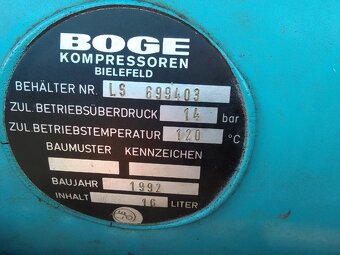 BOGE
KOMPRESSOREN
BIELEFELD
BEHÄLTER NR. LS 699403
ZUL. BETRIEBSÜBERDRUCK 14 bar
ZUL. BETRIEBSTEMPERATUR 120 °C
BAUMUSTER KENNZEICHEN
BAUJAHR 1992
INHALT 16 LITER